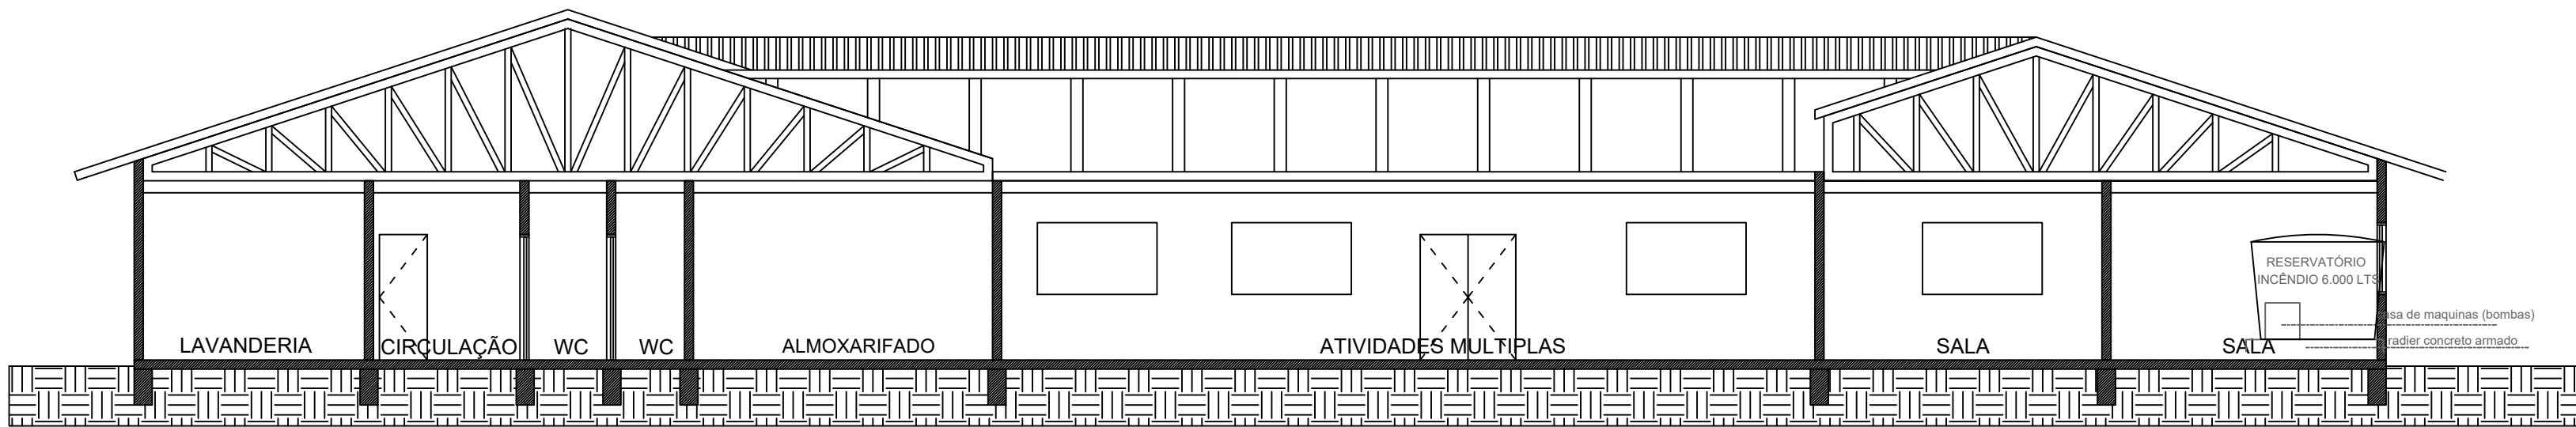 LAVANDERIA
CIRCULAÇÃO
WC
WC
ALMOXARIFADO
ATIVIDADES MULTIPLAS
SALA
SALA
RESERVATÓRIO
INCÊNDIO 6.000 LTS
casa de maquinas (bombas)
radier concreto armado